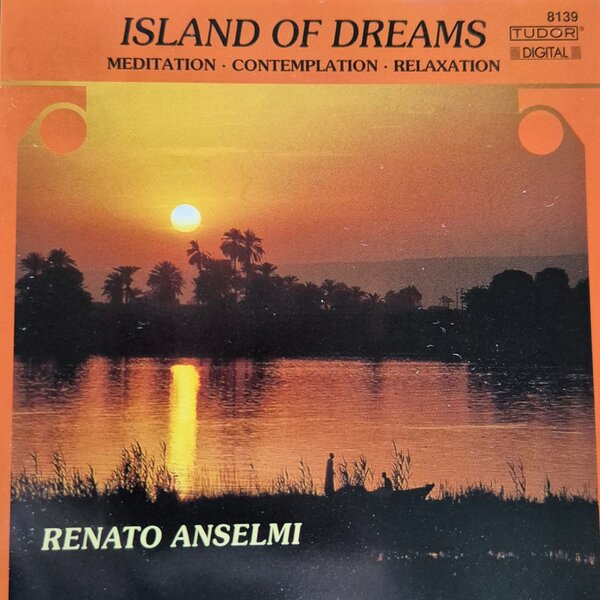 ISLAND OF DREAMS
MEDITATION · CONTEMPLATION · RELAXATION
8139
TUDOR®
DIGITAL
RENATO ANSELMI